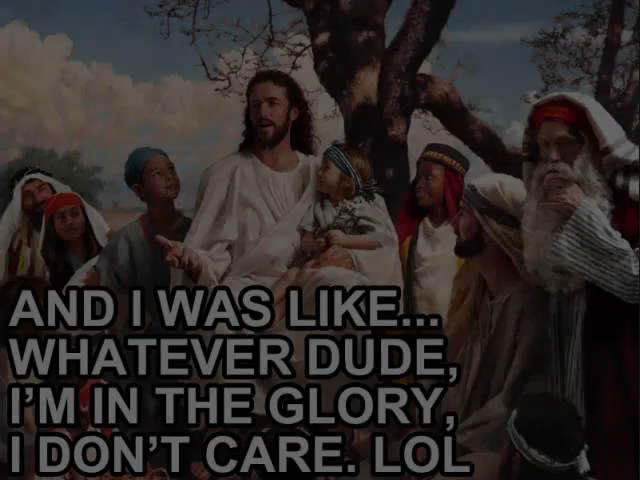 AND I WAS LIKE...
WHATEVER DUDE,
I'M IN THE GLORY,
I DON'T CARE. LOL